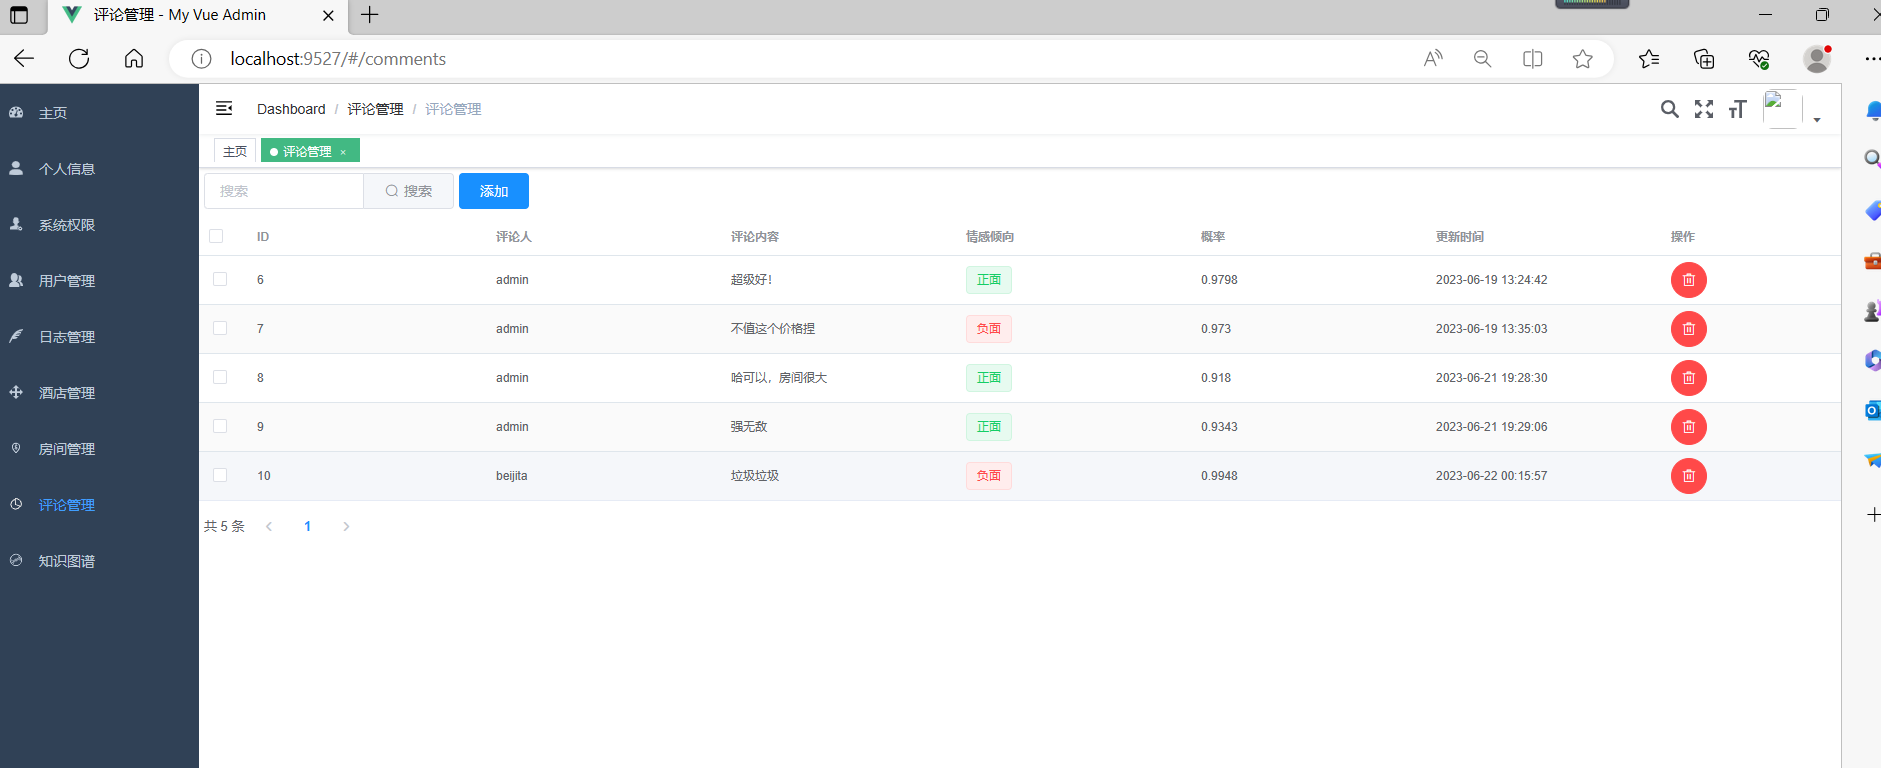 评论管理 - My Vue Admin
localhost:9527/#/comments
主页
个人信息
系统权限
用户管理
日志管理
酒店管理
房间管理
评论管理
知识图谱
Dashboard / 评论管理 / 评论管理
主页 评论管理 ×
搜索 搜索 添加
ID 评论人 评论内容 情感倾向 概率 更新时间 操作
6 admin 超级好! 正面 0.9798 2023-06-19 13:24:42
7 admin 不值这个价格捏 负面 0.973 2023-06-19 13:35:03
8 admin 哈可以，房间很大 正面 0.918 2023-06-21 19:28:30
9 admin 强无敌 正面 0.9343 2023-06-21 19:29:06
10 beijita 垃圾垃圾 负面 0.9948 2023-06-22 00:15:57
共 5 条 1